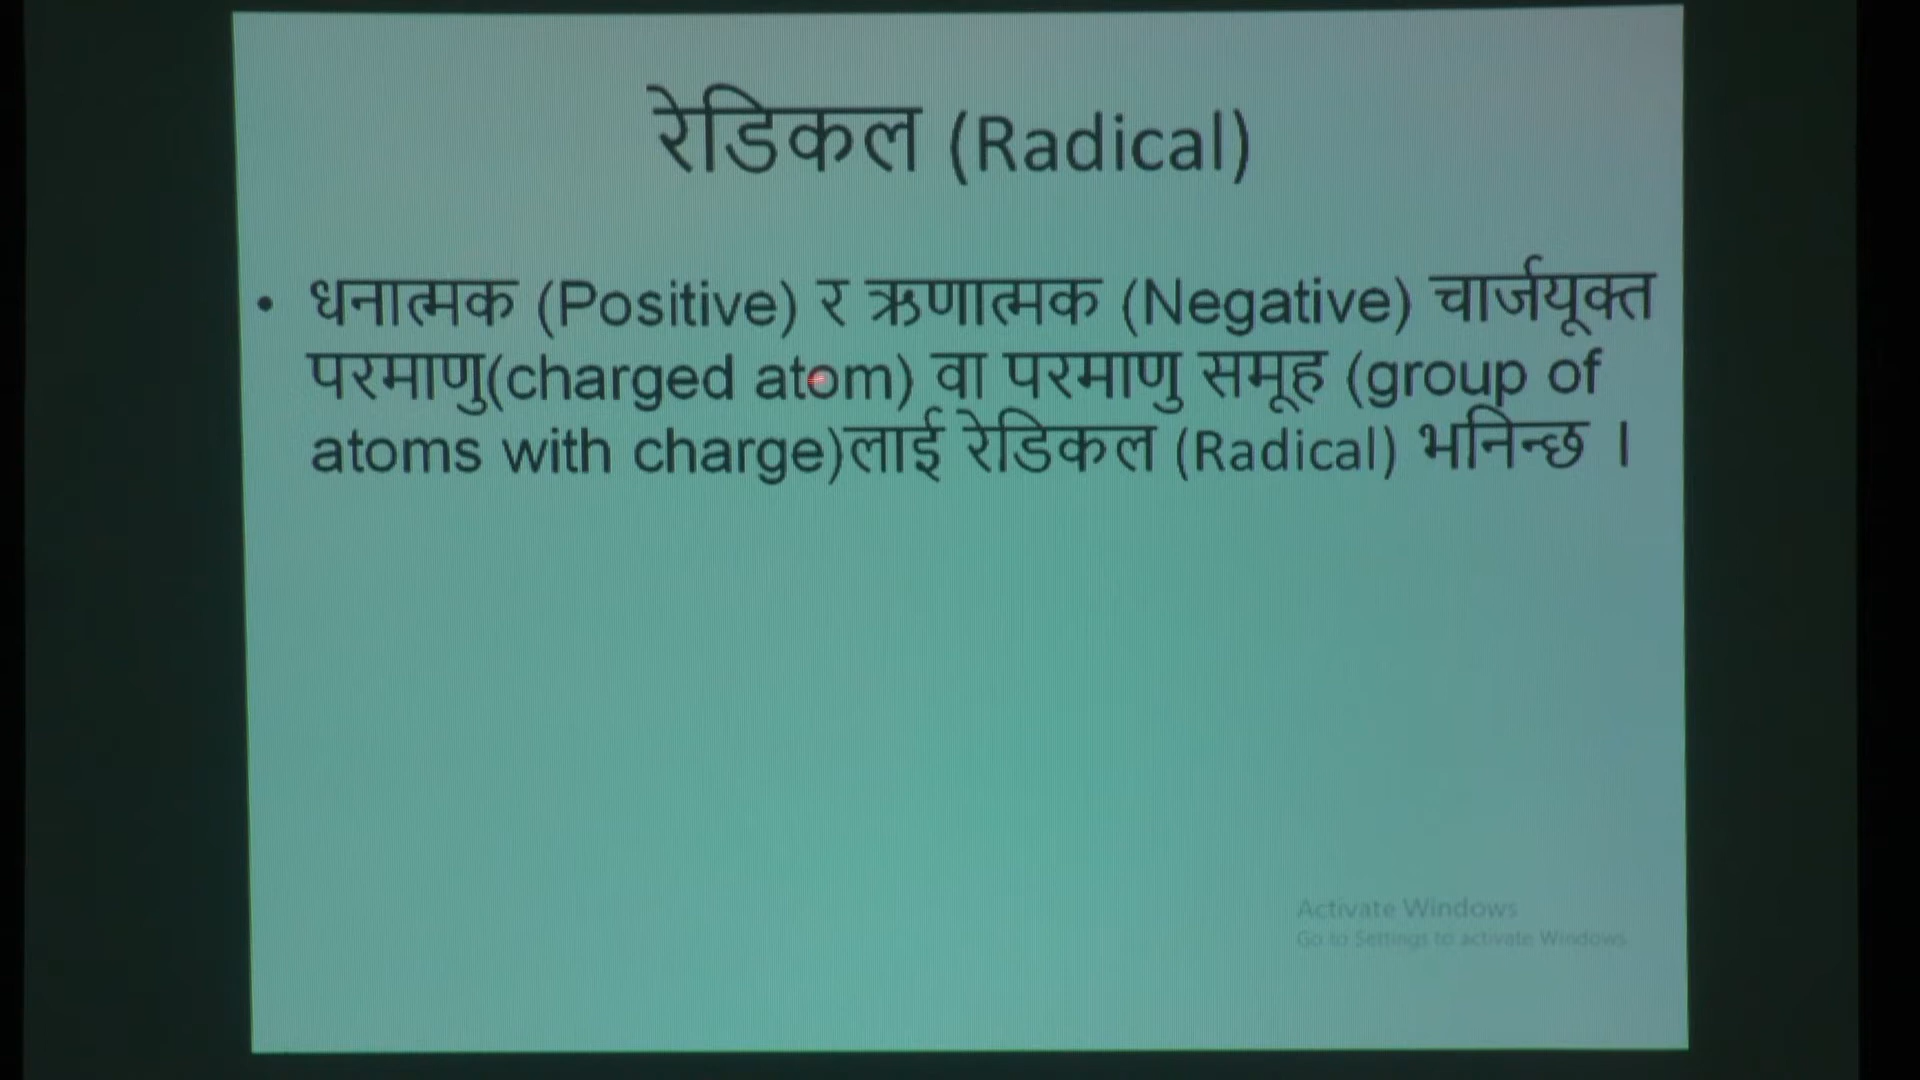 रेडिकल (Radical)
• धनात्मक (Positive) र ऋणात्मक (Negative) चार्जयूक्त
परमाणु(charged atom) वा परमाणु समूह (group of
atoms with charge)लाई रेडिकल (Radical) भनिन्छ ।
Activate Windows
Go to Settings to activate Windows